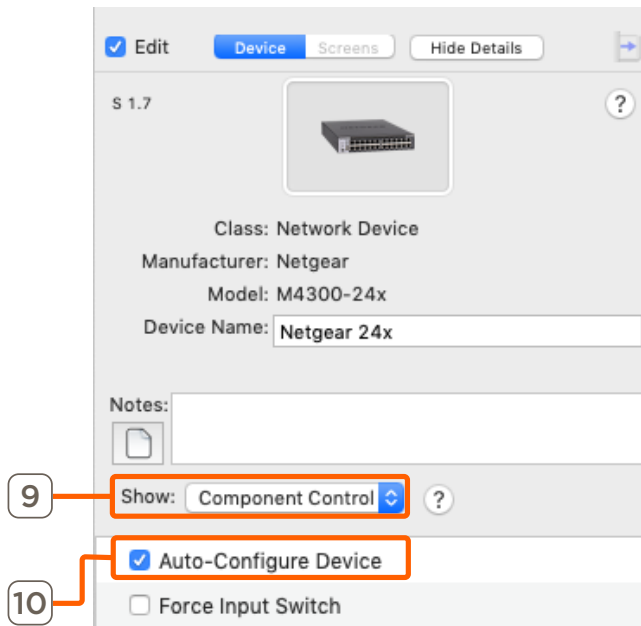 Edit Device Screens Hide Details
S 1.7 ?
Class: Network Device
Manufacturer: Netgear
Model: M4300-24x
Device Name: Netgear 24x
Notes:
9 Show: Component Control ?
Auto-Configure Device
10 Force Input Switch